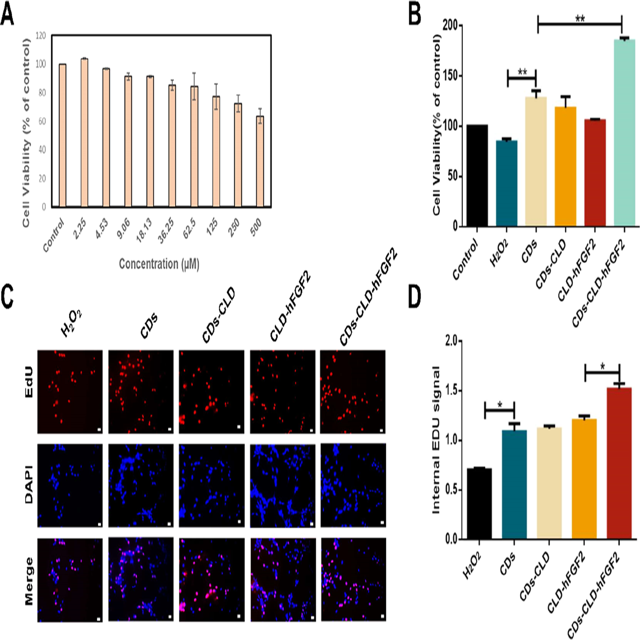 A
Cell Viability (% of control)
120
100
80
60
40
20
0
Control
2.25
4.53
9.06
18.13
36.25
62.5
125
250
500
Concentration (µM)
B
Cell Viability(% of control)
200
150
100
50
0
**
**
Control
H₂O₂
CDs
CDs-CLD
CLD-hFGF2
CDs-CLD-hFGF2
C
H₂O₂
CDs
CDs-CLD
CLD-hFGF2
CDs-CLD-hFGF2
EdU
DAPI
Merge
D
Internal EDU signal
2.0
1.5
1.0
0.5
0.0
*
*
H₂O₂
CDs
CDs-CLD
CLD-hFGF2
CDs-CLD-hFGF2